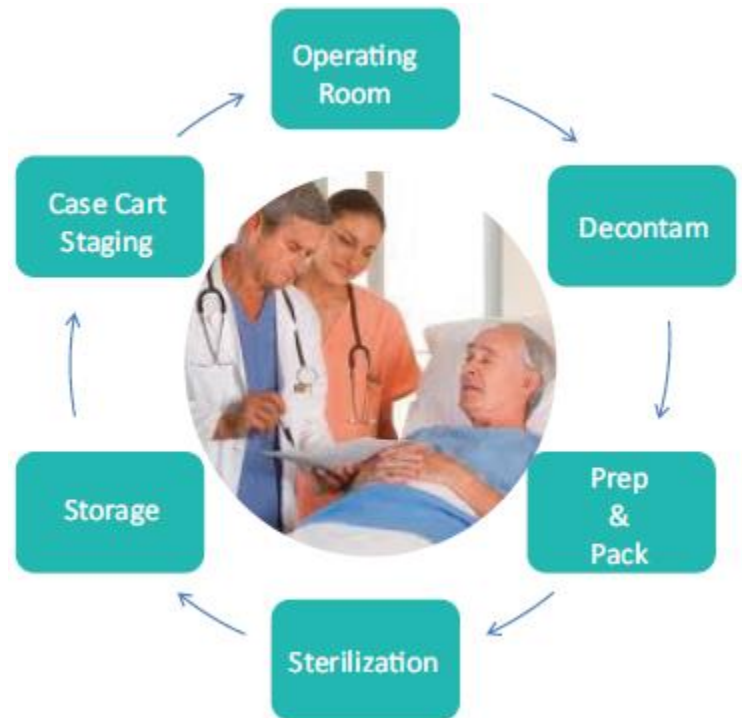 Operating
Room
Decontam
Prep
&
Pack
Sterilization
Storage
Case Cart
Staging